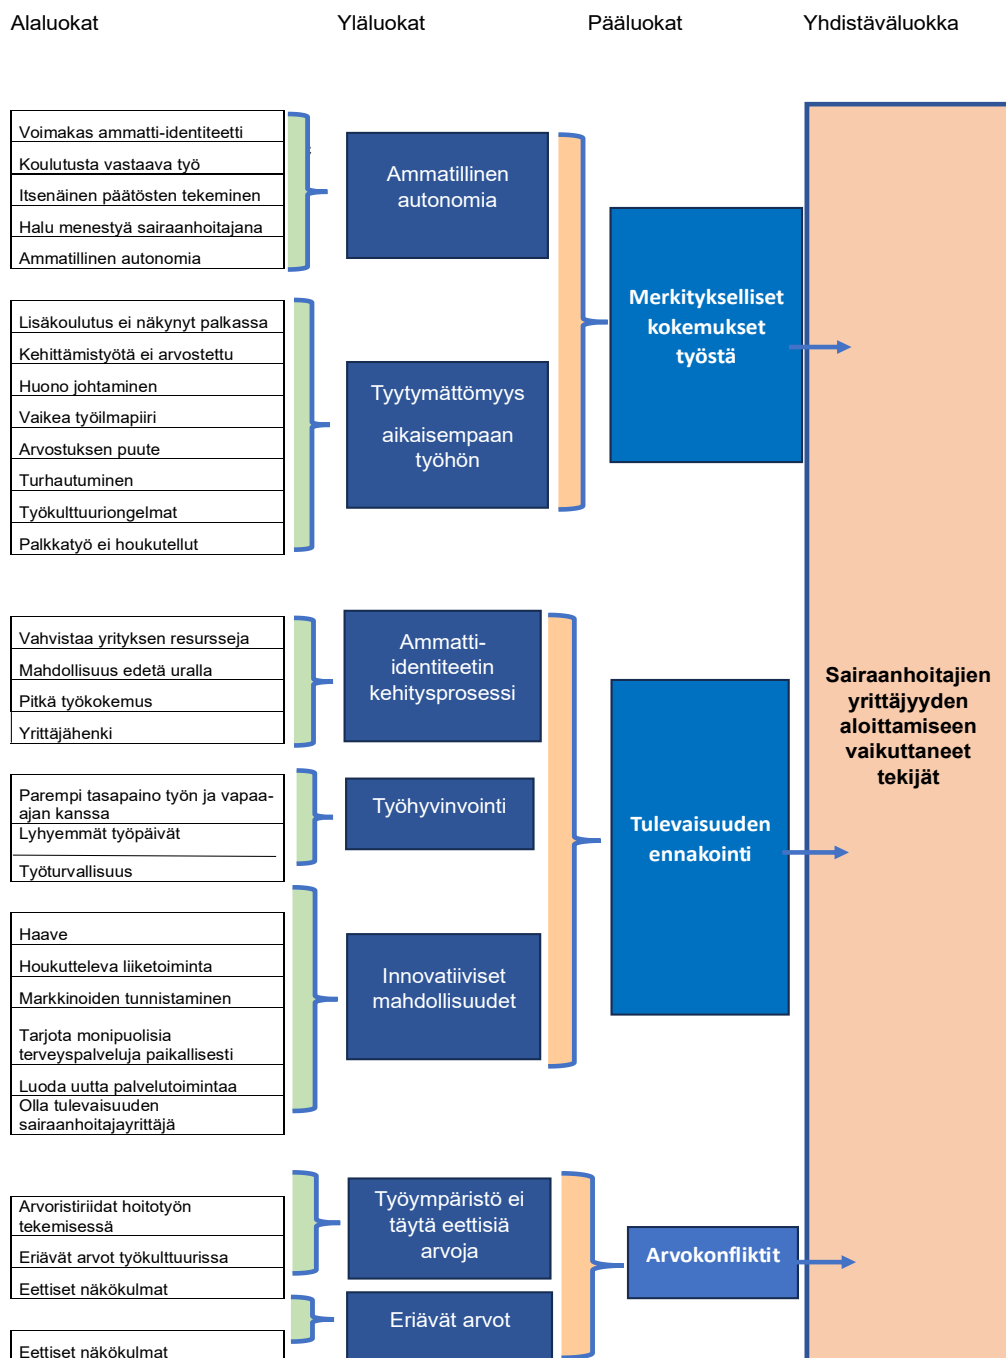 Alaluokat
Yläluokat
Pääluokat
Yhdistäväluokka
Voimakas ammatti-identiteetti
Koulutusta vastaava työ
Itsenäinen päätösten tekeminen
Halu menestyä sairaanhoitajana
Ammatillinen autonomia
Ammatillinen
autonomia
Lisäkoulutus ei näkynyt palkassa
Kehittämistyötä ei arvostettu
Huono johtaminen
Vaikea työilmapiiri
Arvostuksen puute
Turhautuminen
Työkulttuuriongelmat
Palkkatyö ei houkutellut
Tyytymättömyys
aikaisempaan
työhön
Merkitykselliset
kokemukset
työstä
Vahvistaa yrityksen resursseja
Mahdollisuus edetä uralla
Pitkä työkokemus
Yrittäjähenki
Ammatti-
identiteetin
kehitysprosessi
Parempi tasapaino työn ja vapaa-
ajan kanssa
Lyhyemmät työpäivät
Työturvallisuus
Työhyvinvointi
Haave
Houkutteleva liiketoiminta
Markkinoiden tunnistaminen
Tarjota monipuolisia
terveyspalveluja paikallisesti
Luoda uutta palvelutoimintaa
Olla tulevaisuuden
sairaanhoitajayrittäjä
Innovatiiviset
mahdollisuudet
Tulevaisuuden
ennakointi
Arvoristiriidat hoitotyön
tekemisessä
Eriävät arvot työkulttuurissa
Eettiset näkökulmat
Työympäristö ei
täytä eettisiä
arvoja
Eettiset näkökulmat
Eriävät arvot
Arvokonfliktit
Sairaanhoitajien
yrittäjyyden
aloittamiseen
vaikuttaneet
tekijät